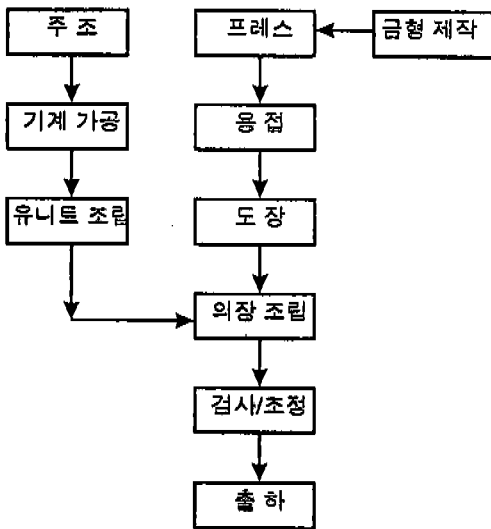 주 조
프레스
금형 제작
기계 가공
용 접
유니트 조립
도 장
의장 조립
검사/조정
출 하